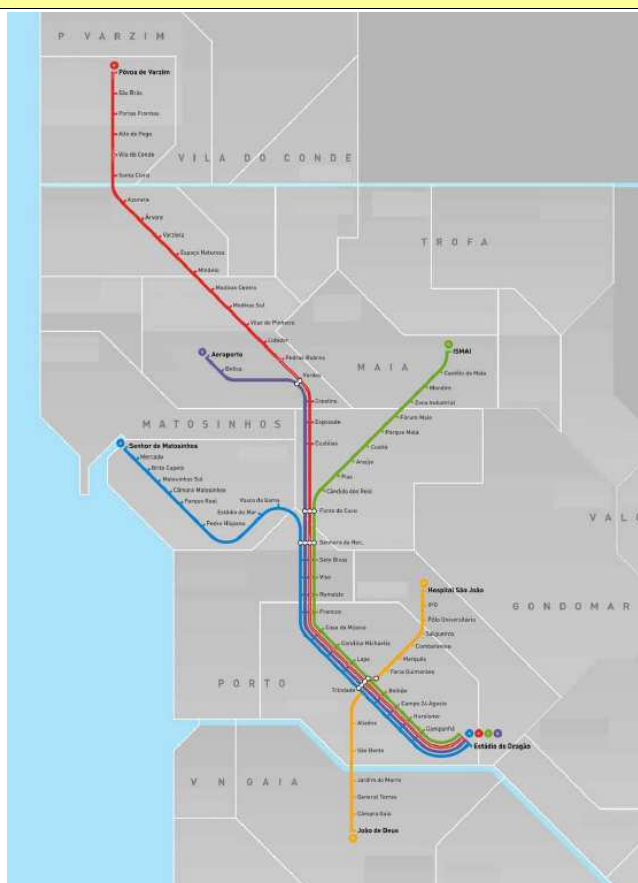 P VARZIM
Póvoa de Varzim
São Brás
Portas Fronhas
Alto de Pega
Vila do Conde
VILA DO CONDE
Santa Clara
Azurara
Árvore
Varziela
TROFA
Espaço Natureza
Mindelo
Modivas Centro
Modivas Sul
Vilar do Pinheiro
Lidador
Aeroporto
ISMAI
Pedras Rubras
Botica
MAIA
Verdes
Castêlo da Maia
Mandim
Crestins
Zona Industrial
Fórum Maia
MATOSINHOS
Esposade
Parque Maia
Custió
Senhor de Matosinhos
Custóias
Mercado
Araújo
Brito Capelo
Pias
Matosinhos Sul
Câmara Matosinhos
Cândido dos Reis
Parque Real
Vasco da Gama
Estádio do Mar
Fonte do Cuco
VALO
Pedro Hispano
Senhora da Hora
Sete Bicas
Viso
Hospital São João
Ramalde
IPO
GONDOMAR
Francos
Pólo Universitário
Casa da Música
Salgueiros
Carolina Michaelis
Combatentes
Lapa
Marquês
Faria Guimarães
PORTO
Trindade
Bolhão
Campo 24 Agosto
Aliados
Heroísmo
Campanhã
São Bento
Estádio do Dragão
V N GAIA
Jardim do Morro
General Torres
Câmara Gaia
João de Deus